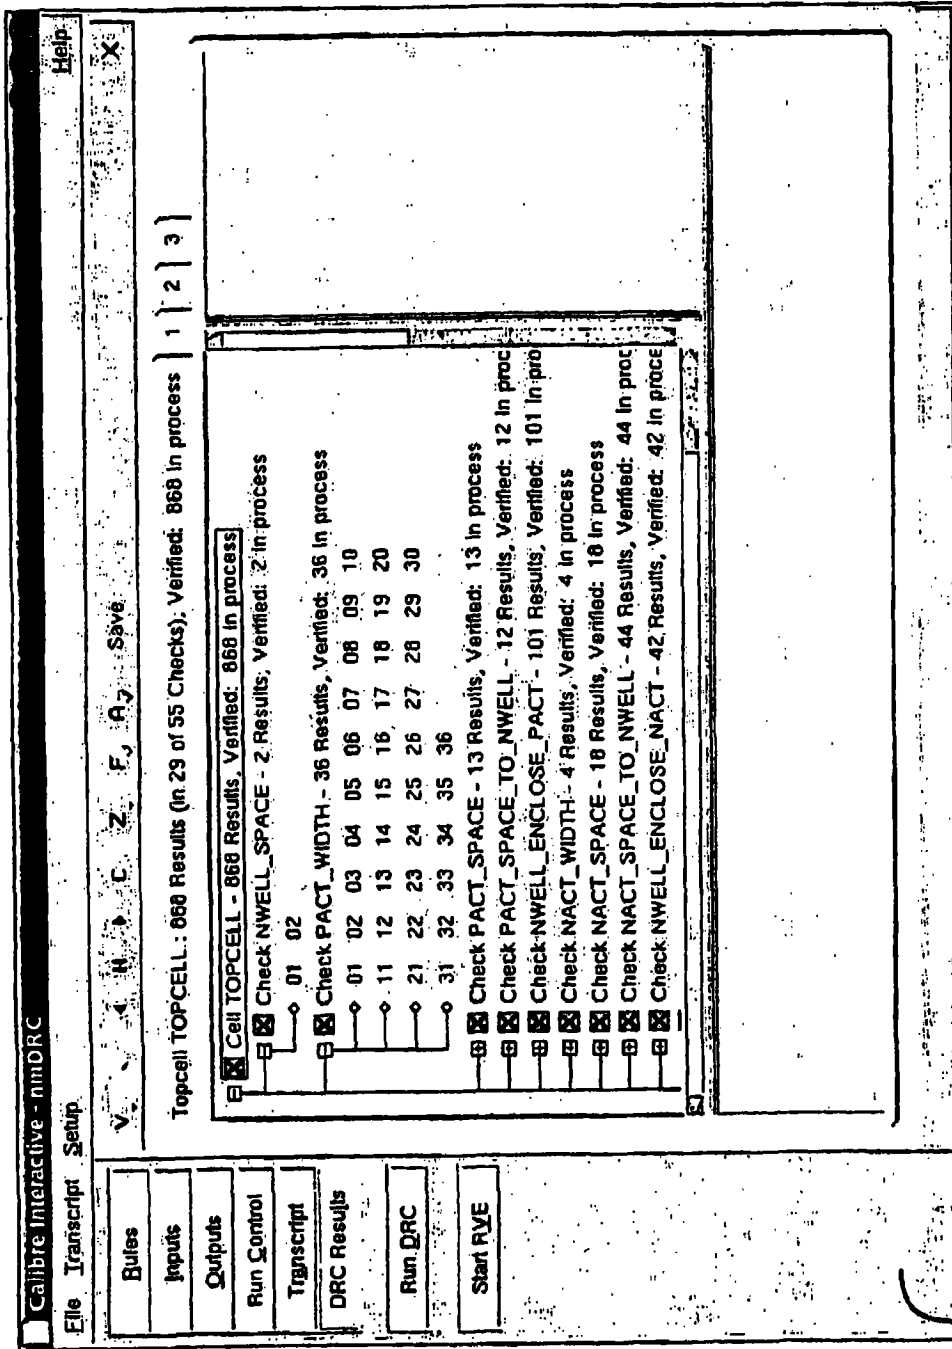 Calibre Interactive - nmDRC
File Transcript Setup Help
Rules
Inputs
Outputs
Run Control
Transcript
DRC Results
Run DRC
Start RVE
V H C Z F A Save X
Topcell TOPCELL : 868 Results (in 29 of 55 Checks); Verified: 868 in process 1 2 3
Cell TOPCELL - 868 Results, Verified: 868 in process
Check NWELL_SPACE - 2 Results, Verified: 2 in process
01 02
Check PACT_WIDTH - 36 Results, Verified: 36 in process
01 02 03 04 05 06 07 08 09 10
11 12 13 14 15 16 17 18 19 20
21 22 23 24 25 26 27 28 29 30
31 32 33 34 35 36
Check PACT_SPACE - 13 Results, Verified: 13 in process
Check PACT_SPACE_TO_NWELL - 12 Results, Verified: 12 in proc
Check NWELL_ENCLOSE_PACT - 101 Results, Verified: 101 in pro
Check NACT_WIDTH - 4 Results, Verified: 4 in process
Check NACT_SPACE - 18 Results, Verified: 18 in process
Check NACT_SPACE_TO_NWELL - 44 Results, Verified: 44 in proc
Check NWELL_ENCLOSE_NACT - 42 Results, Verified: 42 in proce